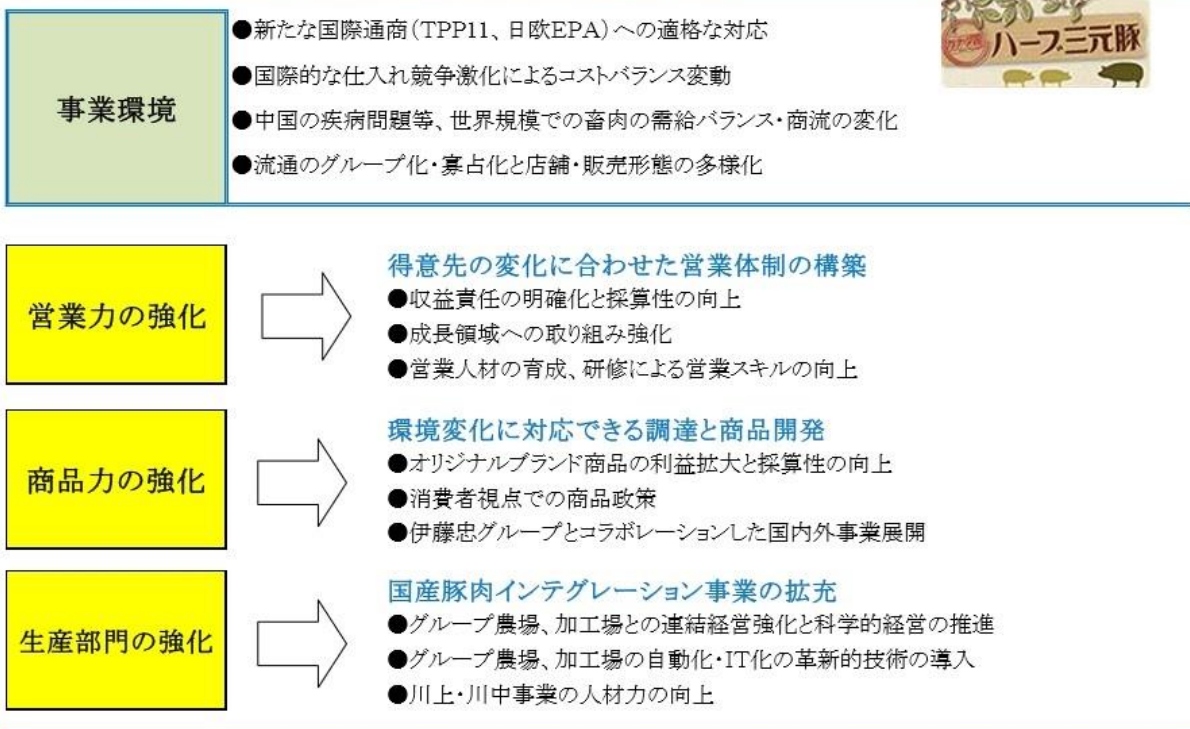 事業環境
●新たな国際通商(TPP11、日欧EPA)への適格な対応
●国際的な仕入れ競争激化によるコストバランス変動
●中国の疾病問題等、世界規模での畜肉の需給バランス・商流の変化
●流通のグループ化・寡占化と店舗・販売形態の多様化
ハーブ三元豚
営業力の強化
得意先の変化に合わせた営業体制の構築
●収益責任の明確化と採算性の向上
●成長領域への取り組み強化
●営業人材の育成、研修による営業スキルの向上
商品力の強化
環境変化に対応できる調達と商品開発
●オリジナルブランド商品の利益拡大と採算性の向上
●消費者視点での商品政策
●伊藤忠グループとコラボレーションした国内外事業展開
生産部門の強化
国産豚肉インテグレーション事業の拡充
●グループ農場、加工場との連結経営強化と科学的経営の推進
●グループ農場、加工場の自動化・IT化の革新的技術の導入
●川上・川中事業の人材力の向上